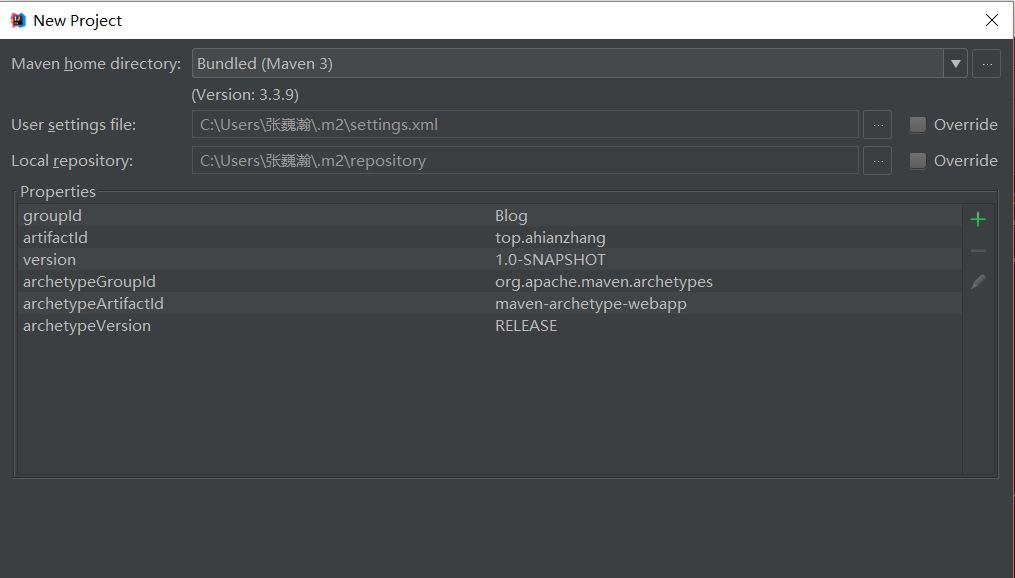 New Project
Maven home directory: Bundled (Maven 3)
(Version: 3.3.9)
User settings file: C:\Users\张巍瀚\.m2\settings.xml ... Override
Local repository: C:\Users\张巍瀚\.m2\repository ... Override
Properties
groupId Blog
artifactId top.ahianzhang
version 1.0-SNAPSHOT
archetypeGroupId org.apache.maven.archetypes
archetypeArtifactId maven-archetype-webapp
archetypeVersion RELEASE